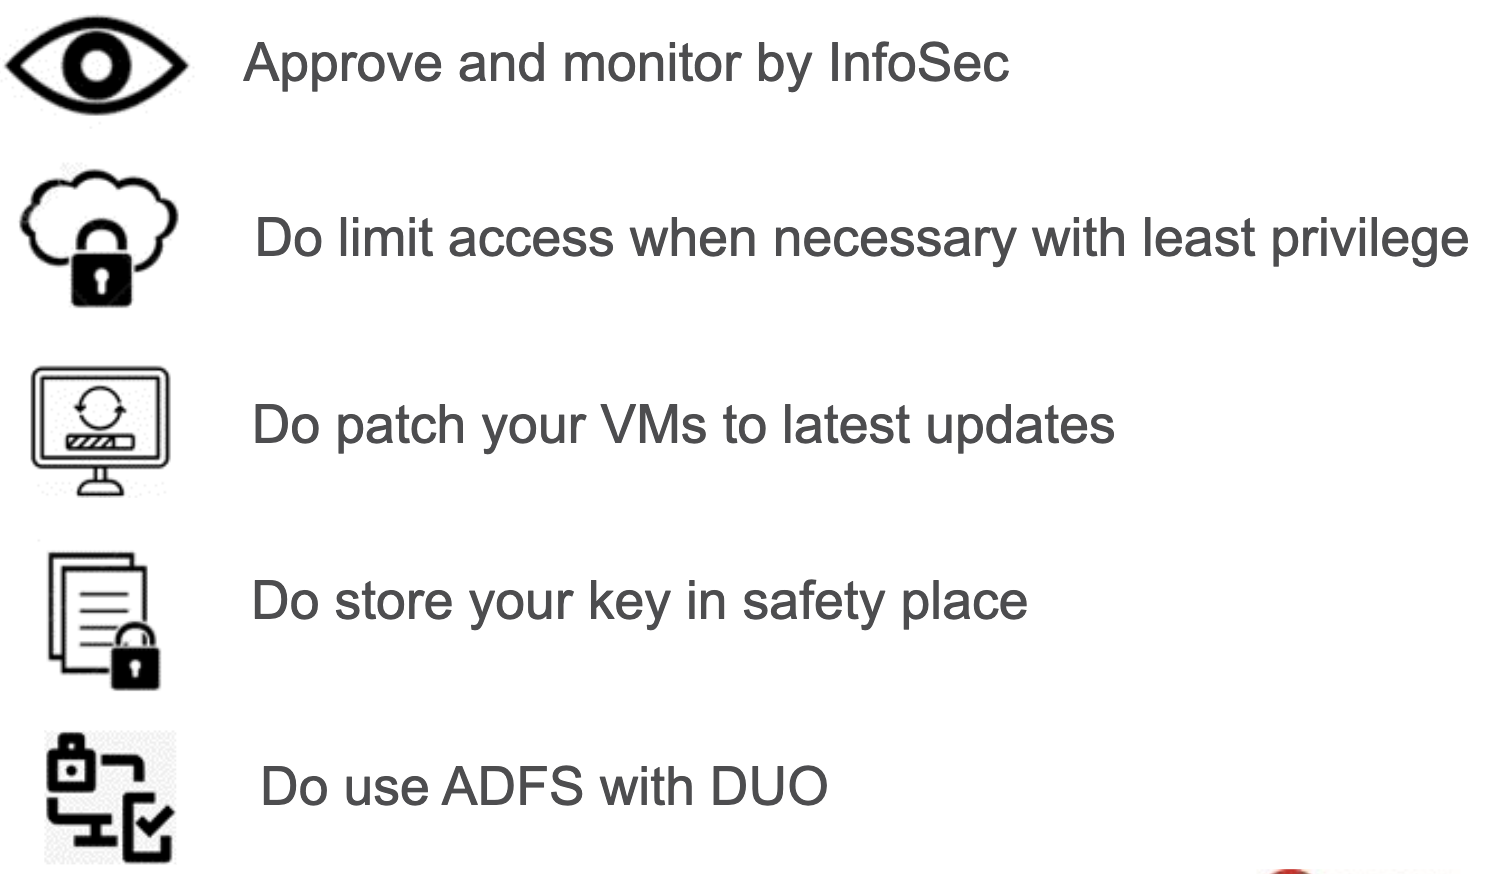 Approve and monitor by InfoSec
Do limit access when necessary with least privilege
Do patch your VMs to latest updates
Do store your key in safety place
Do use ADFS with DUO